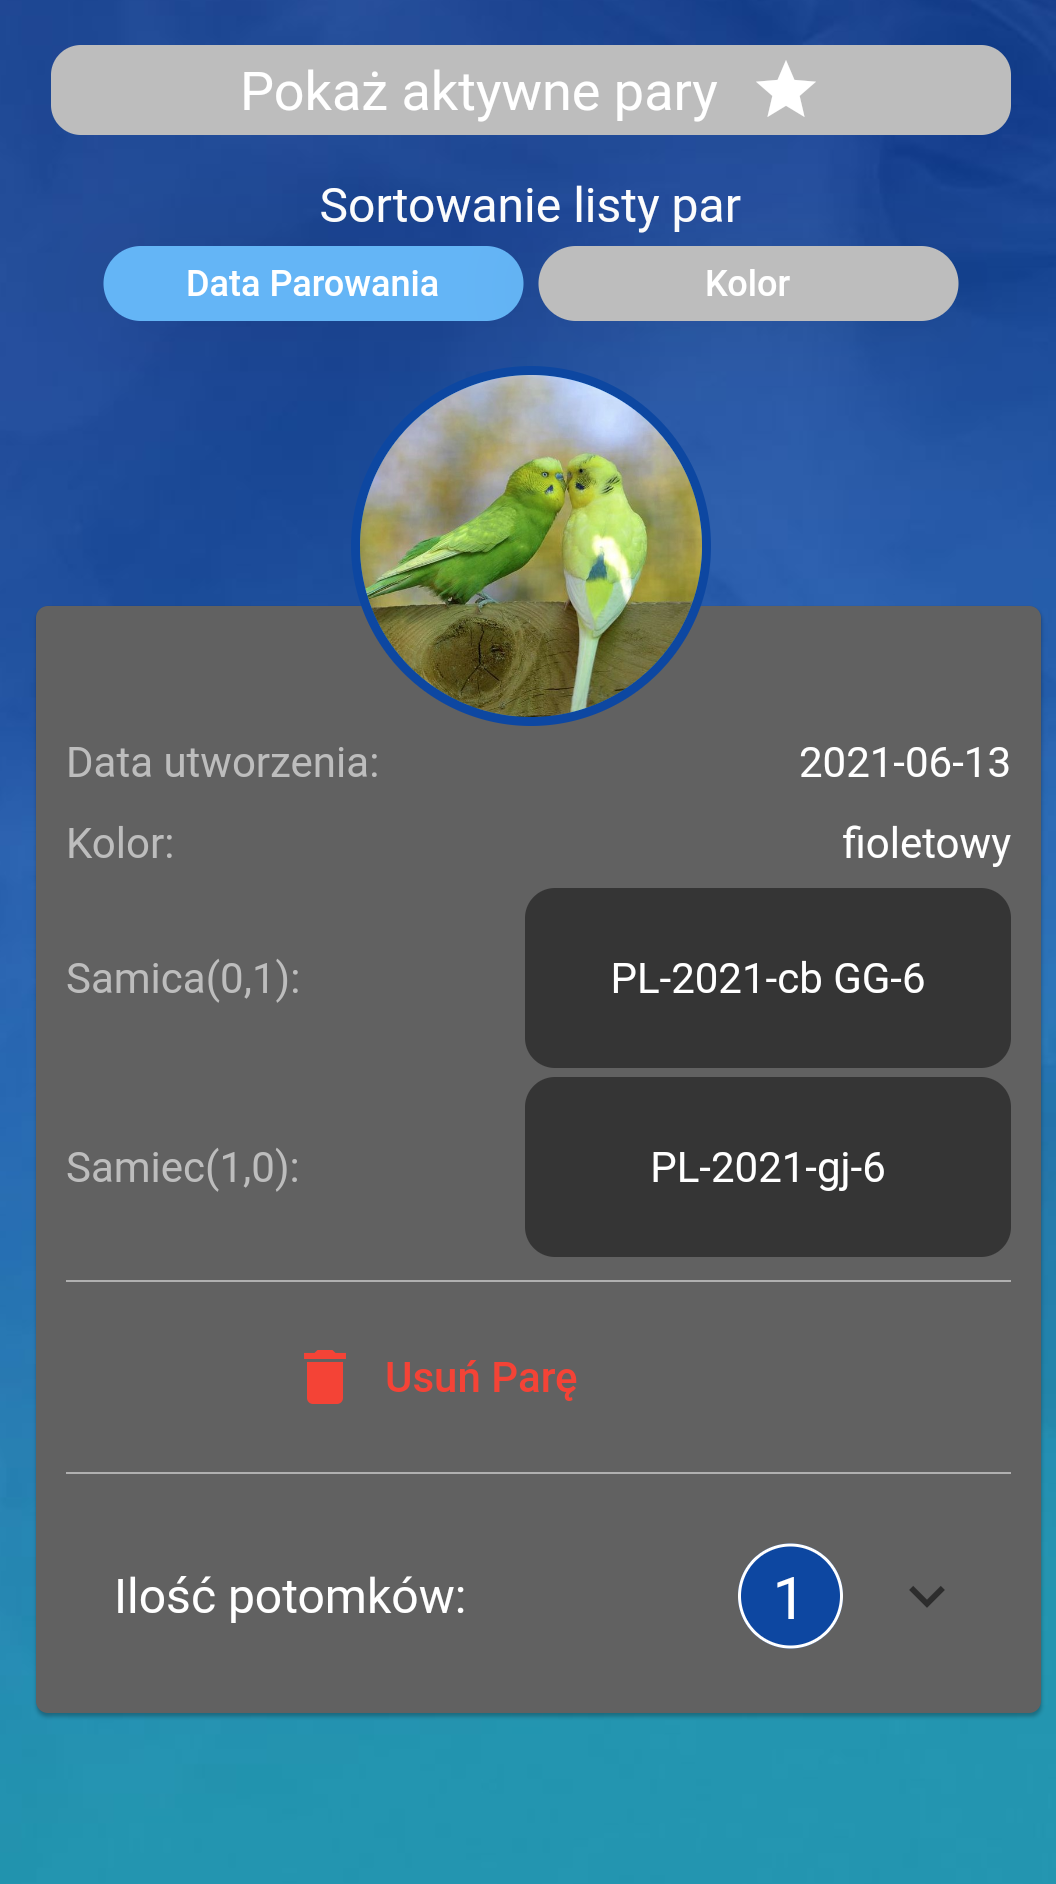 Pokaż aktywne pary
Sortowanie listy par
Data Parowania Kolor
Data utworzenia: 2021-06-13
Kolor: fioletowy
Samica(0,1): PL-2021-cb GG-6
Samiec(1,0): PL-2021-gj-6
Usuń Parę
Ilość potomków: 1